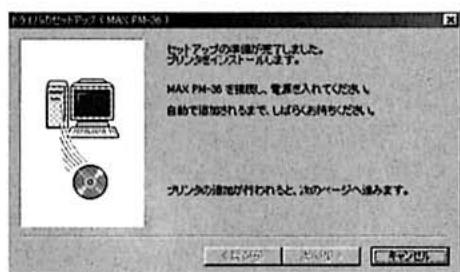 ドライバのセットアップ ( MAX PM-36 )
セットアップの準備が完了しました。
プリンタをインストールします。
MAX PM-36 を接続し、電源を入れてください。
自動で追加されるまで、しばらくお待ちください。
プリンタの追加が行われると、次のページへ進みます。
キャンセル